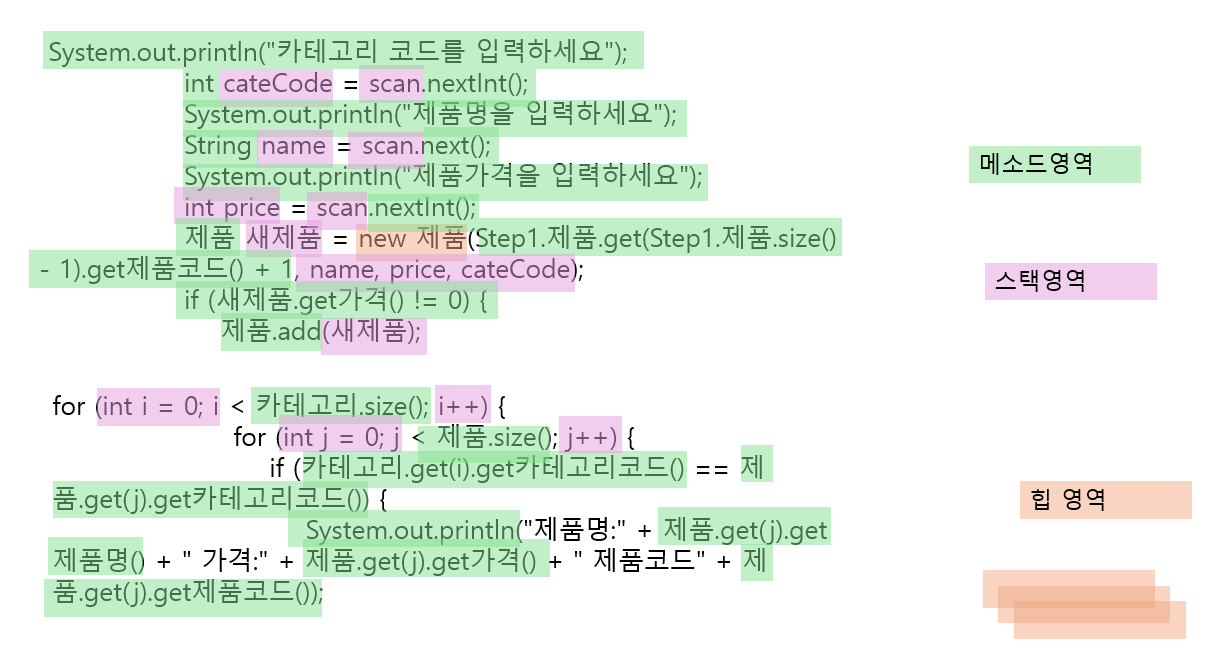 System.out.println("카테고리 코드를 입력하세요");
int cateCode = scan.nextInt();
System.out.println("제품명을 입력하세요");
String name = scan.next();
System.out.println("제품가격을 입력하세요");
int price = scan.nextInt();
제품 새제품 = new 제품(Step1.제품.get(Step1.제품.size()
- 1).get제품코드() + 1, name, price, cateCode);
if (새제품.get가격() != 0) {
제품.add(새제품);
for (int i = 0; i < 카테고리.size(); i++) {
for (int j = 0; j < 제품.size(); j++) {
if (카테고리.get(i).get카테고리코드() == 제
품.get(j).get카테고리코드()) {
System.out.println("제품명:" + 제품.get(j).get
제품명() + " 가격:" + 제품.get(j).get가격() + " 제품코드" + 제
품.get(j).get제품코드());
메소드영역
스택영역
힙 영역